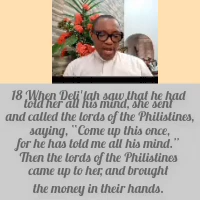 18 When Deli'lah saw that he had
told her all his mind, she sent
and called the lords of the Philistines,
saying, "Come up this once,
for he has told me all his mind."
Then the lords of the Philistines
came up to her, and brought
the money in their hands.